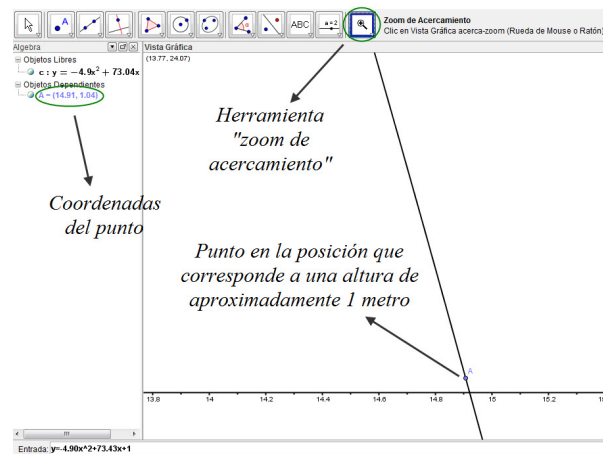 ABC
a = 2
Zoom de Acercamiento
Clic en Vista Gráfica acerca-zoom (Rueda de Mouse o Ratón)
Algebra
Vista Gráfica
Objetos Libres
c : y = −4.9x² + 73.04x
Objetos Dependientes
A = (14.91, 1.04)
(13.77, 24.07)
Herramienta
"zoom de
acercamiento"
Coordenadas
del punto
Punto en la posición que
corresponde a una altura de
aproximadamente 1 metro
A
13.8 14 14.2 14.4 14.6 14.8 15 15.2
Entrada: y=-4.90x^2+73.43x+1